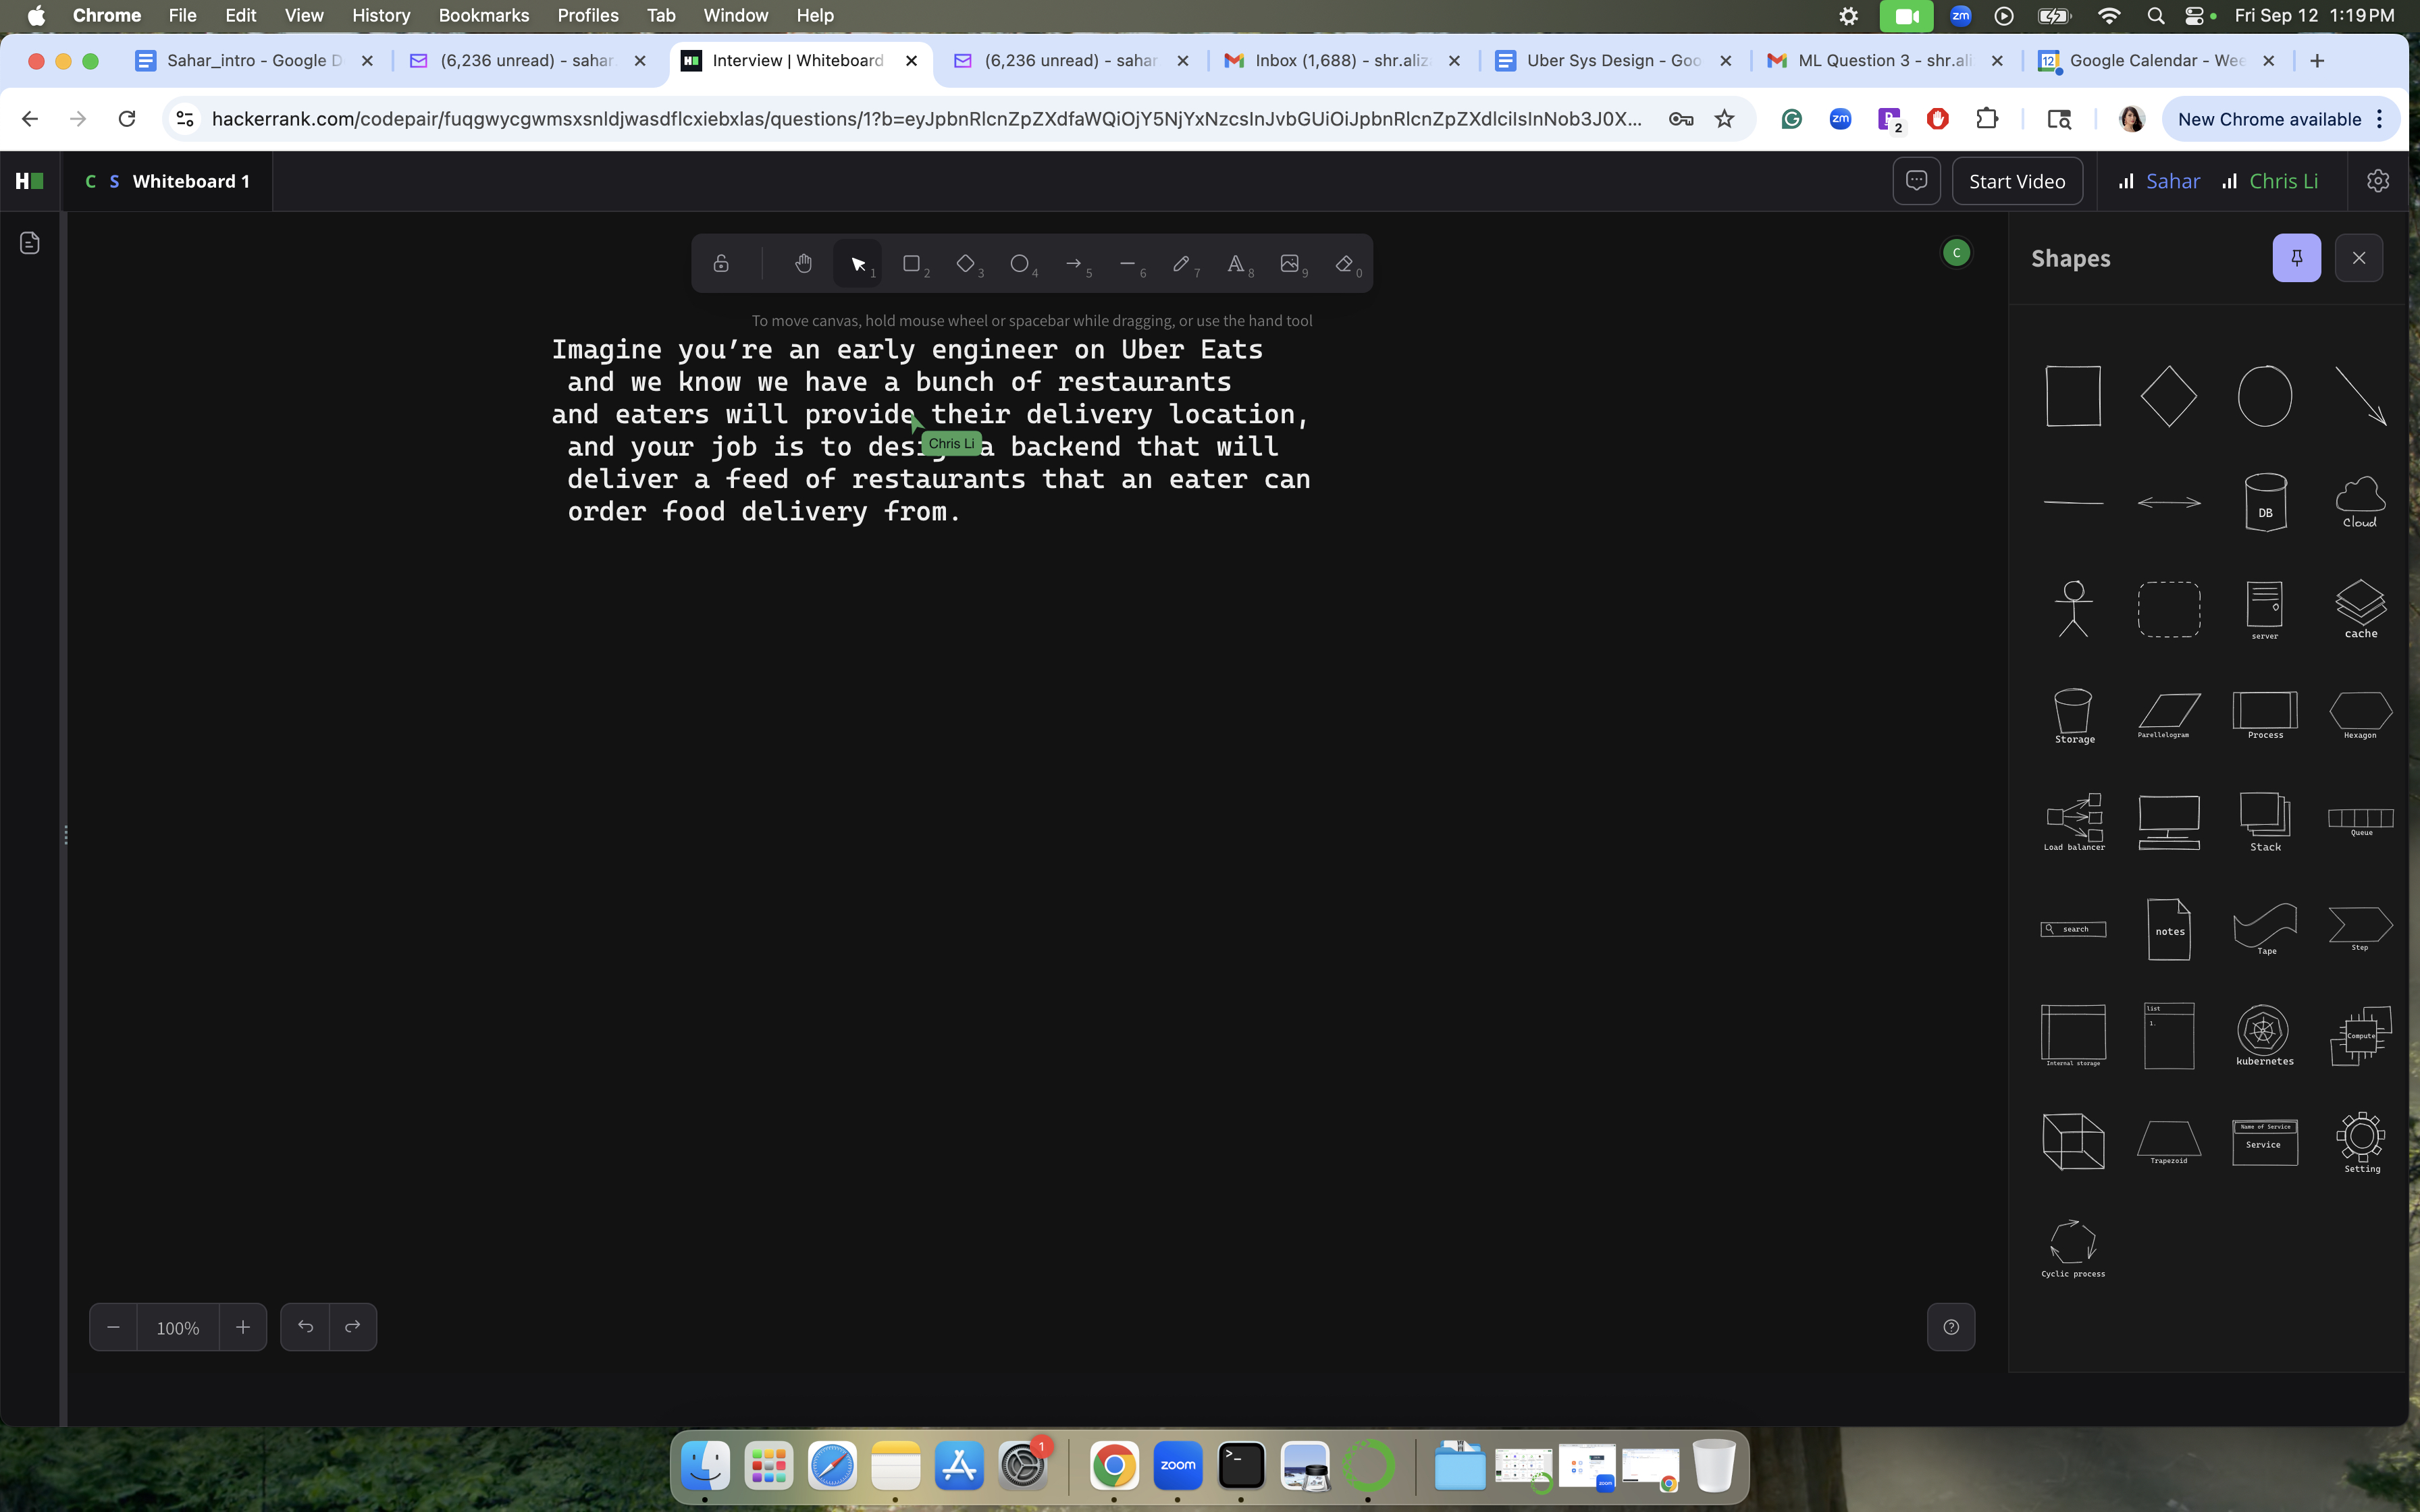 Chrome File Edit View History Bookmarks Profiles Tab Window Help zm Fri Sep 12 1:19 PM
Sahar_intro - Google D (6,236 unread) - sahar. Interview | Whiteboard (6,236 unread) - sahar Inbox (1,688) - shr.aliz Uber Sys Design - Goo ML Question 3 - shr.ali 12 Google Calendar - Wee
hackerrank.com/codepair/fuqgwycgwmsxsnldjwasdflcxiebxlas/questions/1?b=eyJpbnRlcnZpZXdfaWQiOjY5NjYxNzcsInJvbGUiOiJpbnRlcnZpZXdlciIsInNob3J0X... zm 2 New Chrome available
H C S Whiteboard 1 Start Video Sahar Chris Li
1 2 3 4 5 6 7 8 9 0 C Shapes
To move canvas, hold mouse wheel or spacebar while dragging, or use the hand tool
Imagine you’re an early engineer on Uber Eats
and we know we have a bunch of restaurants
and eaters will provide their delivery location,
and your job is to design a backend that will
Chris Li
deliver a feed of restaurants that an eater can
order food delivery from.
DB Cloud
server cache
Storage Parellelogram Process Hexagon
Load balancer Stack Queue
search notes Tape Step
Internal storage list 1. kubernetes Compute
Trapezoid Name of Service Service Setting
Cyclic process
100%
1 zoom zoom